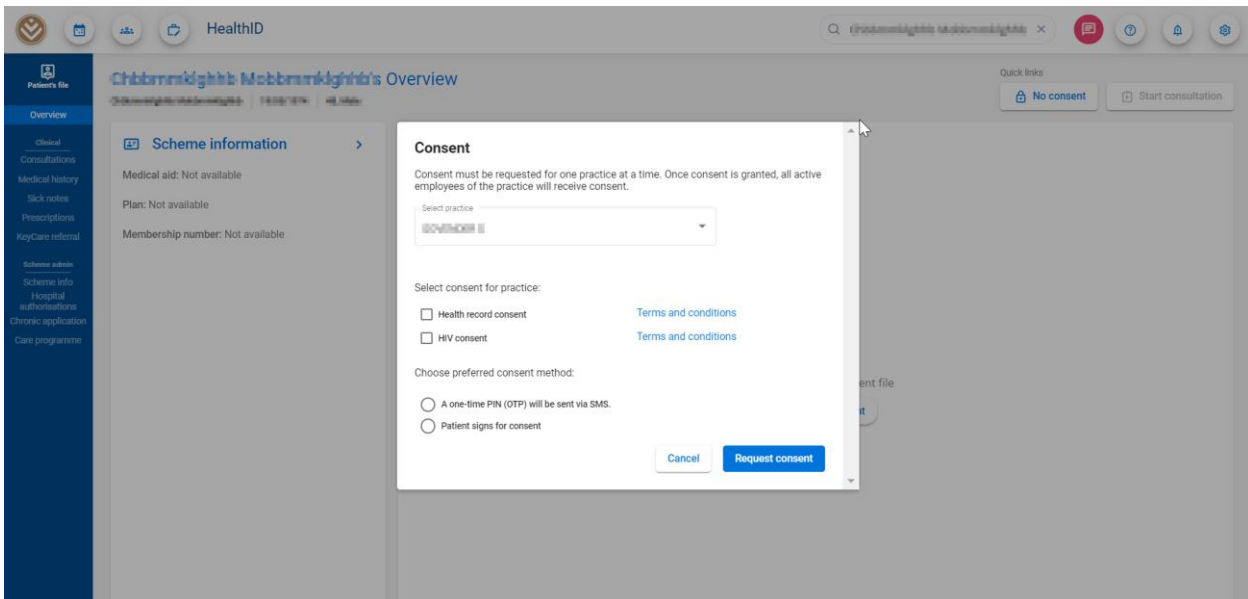 HealthID
Patient's file
Overview
Clinical
Consultations
Medical history
Sick notes
Prescriptions
KeyCare referral
Scheme admin
Scheme info
Hospital
authorisations
Chronic application
Care programme
's Overview
Quick links
No consent
Start consultation
Scheme information
Medical aid: Not available
Plan: Not available
Membership number: Not available
Consent
Consent must be requested for one practice at a time. Once consent is granted, all active
employees of the practice will receive consent.
Select practice
Select consent for practice:
Health record consent Terms and conditions
HIV consent Terms and conditions
Choose preferred consent method:
A one-time PIN (OTP) will be sent via SMS.
Patient signs for consent
Cancel Request consent
ent file